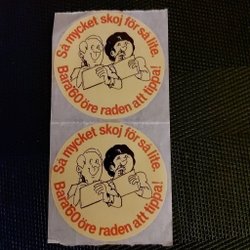 Så mycket skoj för så lite.
Bara 60 öre raden att tippa!
Så mycket skoj för så lite.
Bara 60 öre raden att tippa!